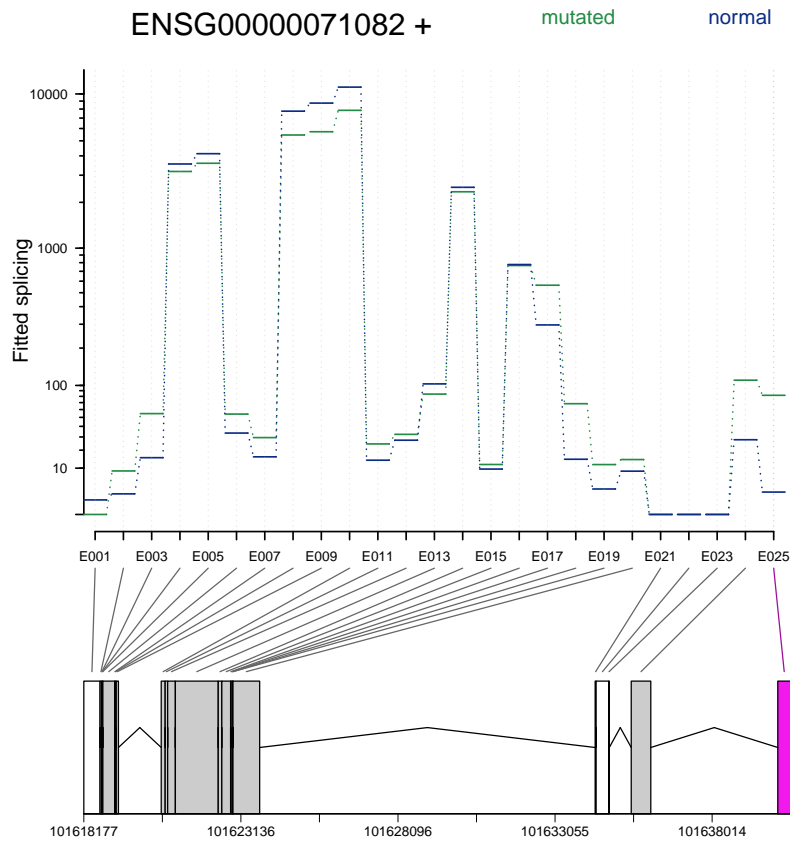 ENSG00000071082 + mutated normal
10000
1000
100
10
Fitted splicing
E001 E003 E005 E007 E009 E011 E013 E015 E017 E019 E021 E023 E025
101618177 101623136 101628096 101633055 101638014